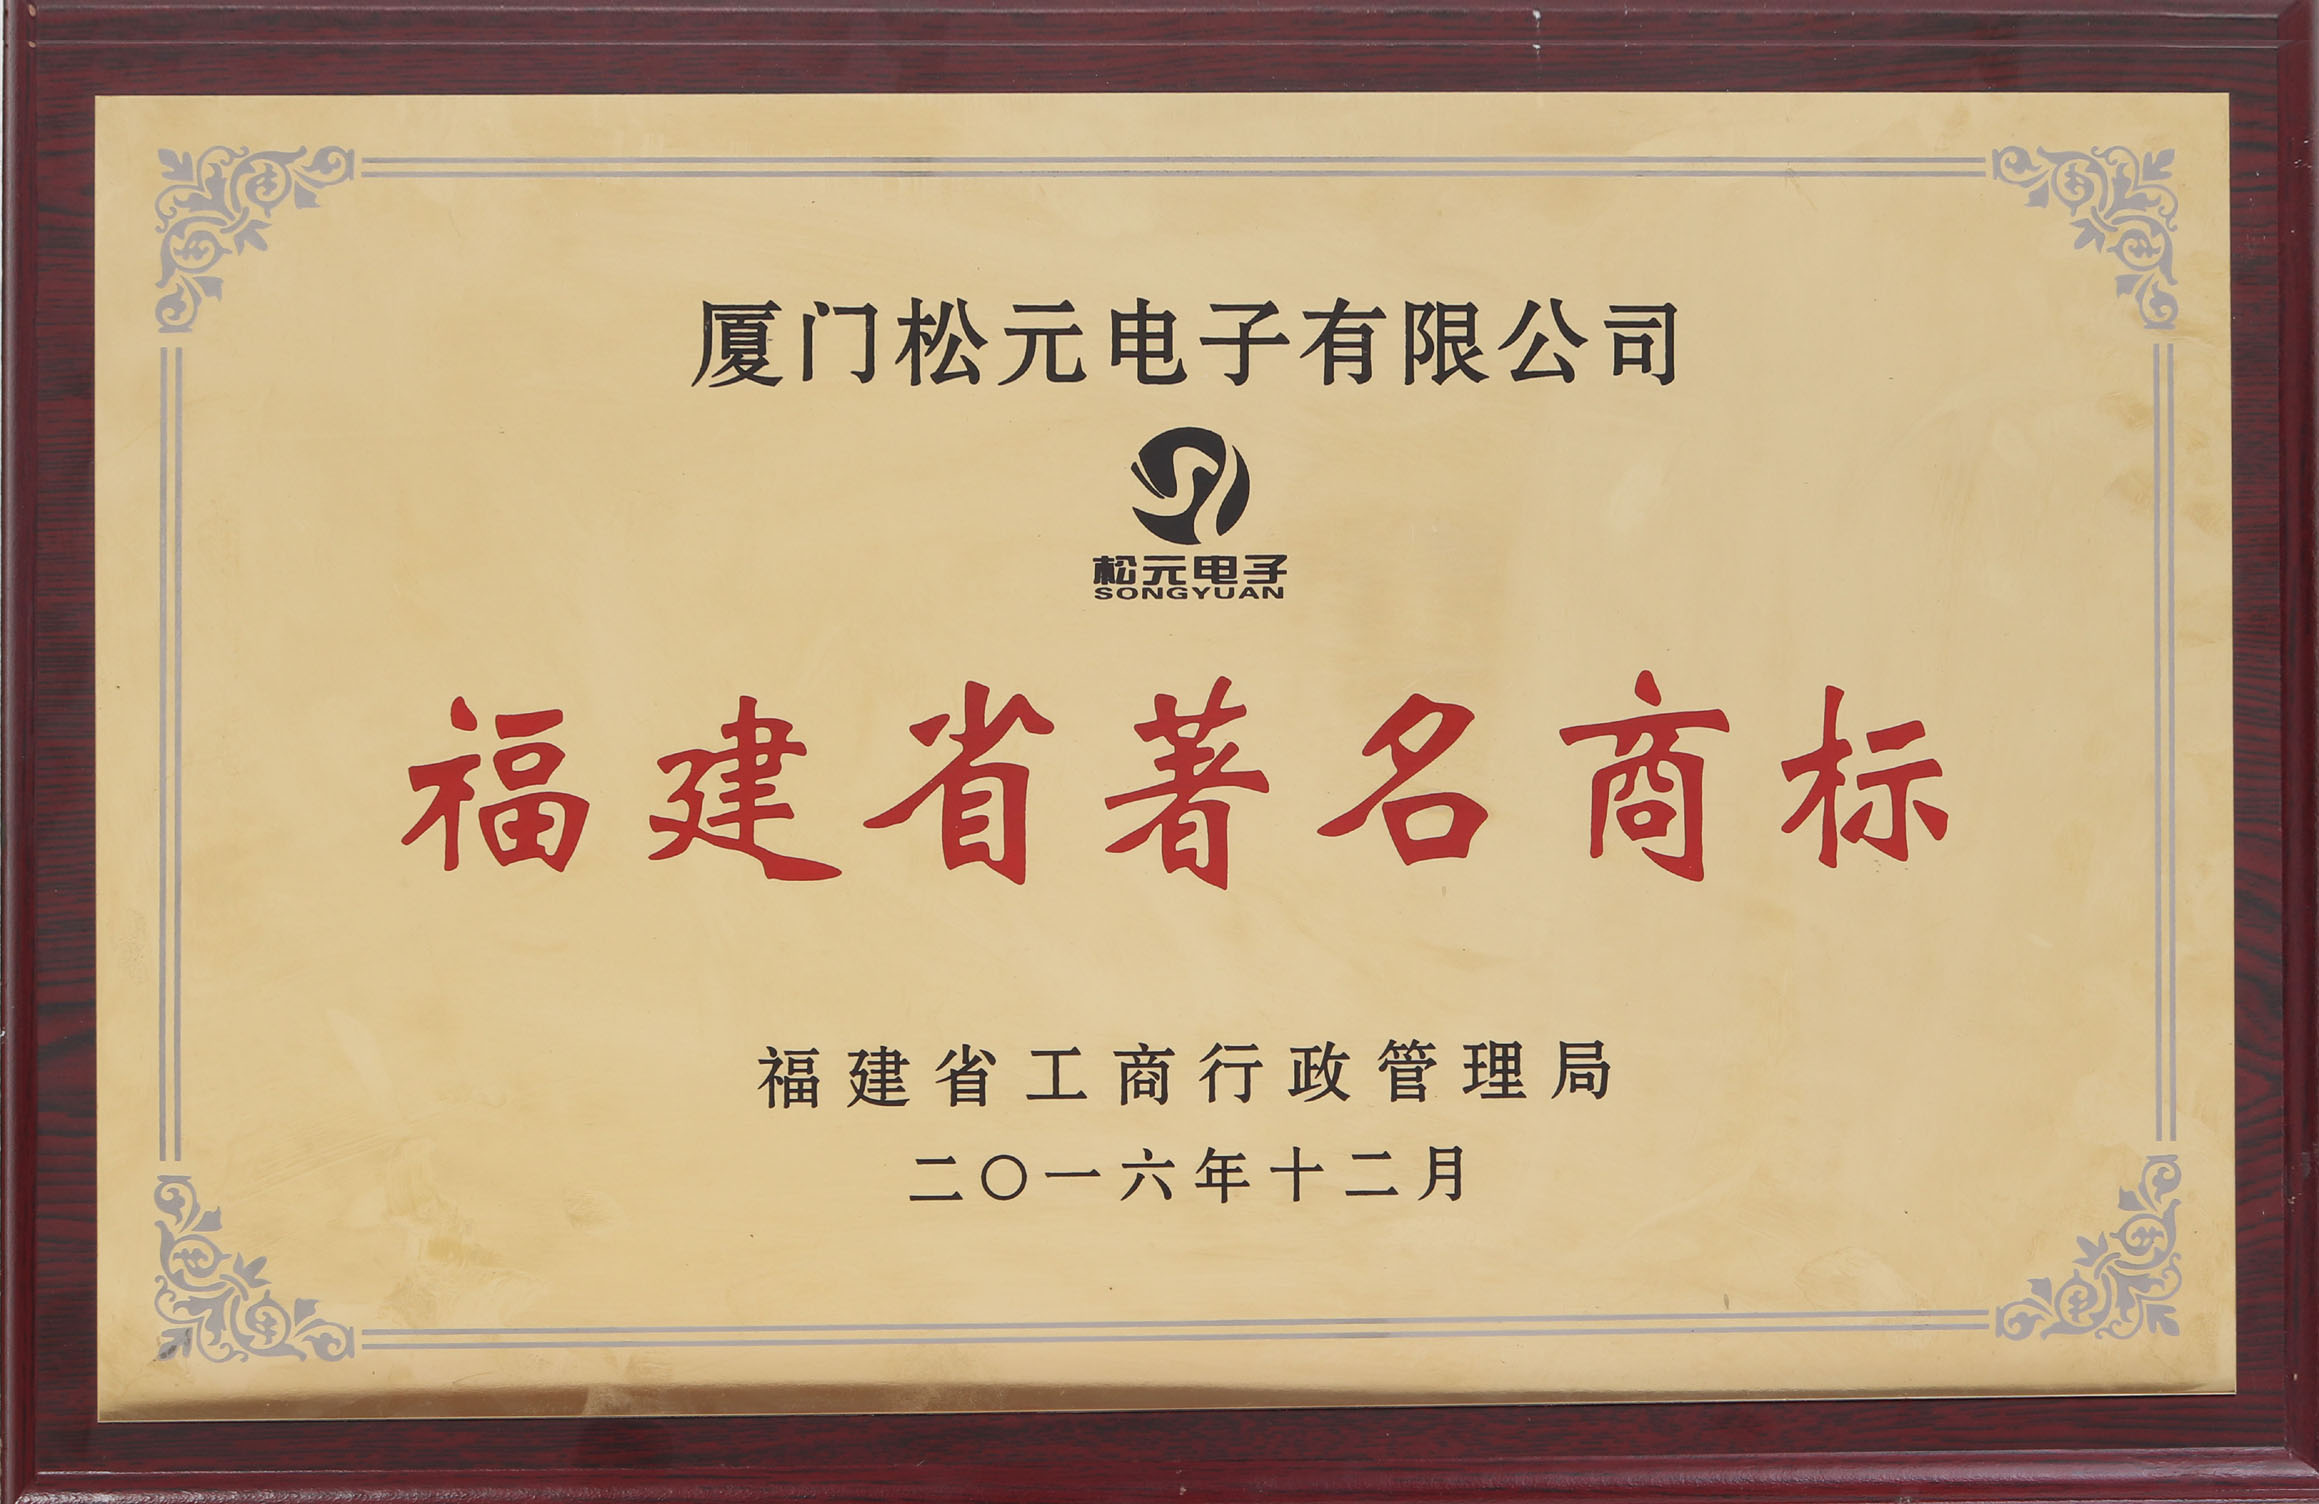 厦门松元电子有限公司
松元电子
SONGYUAN
福建省著名商标
福建省工商行政管理局
二〇一六年十二月